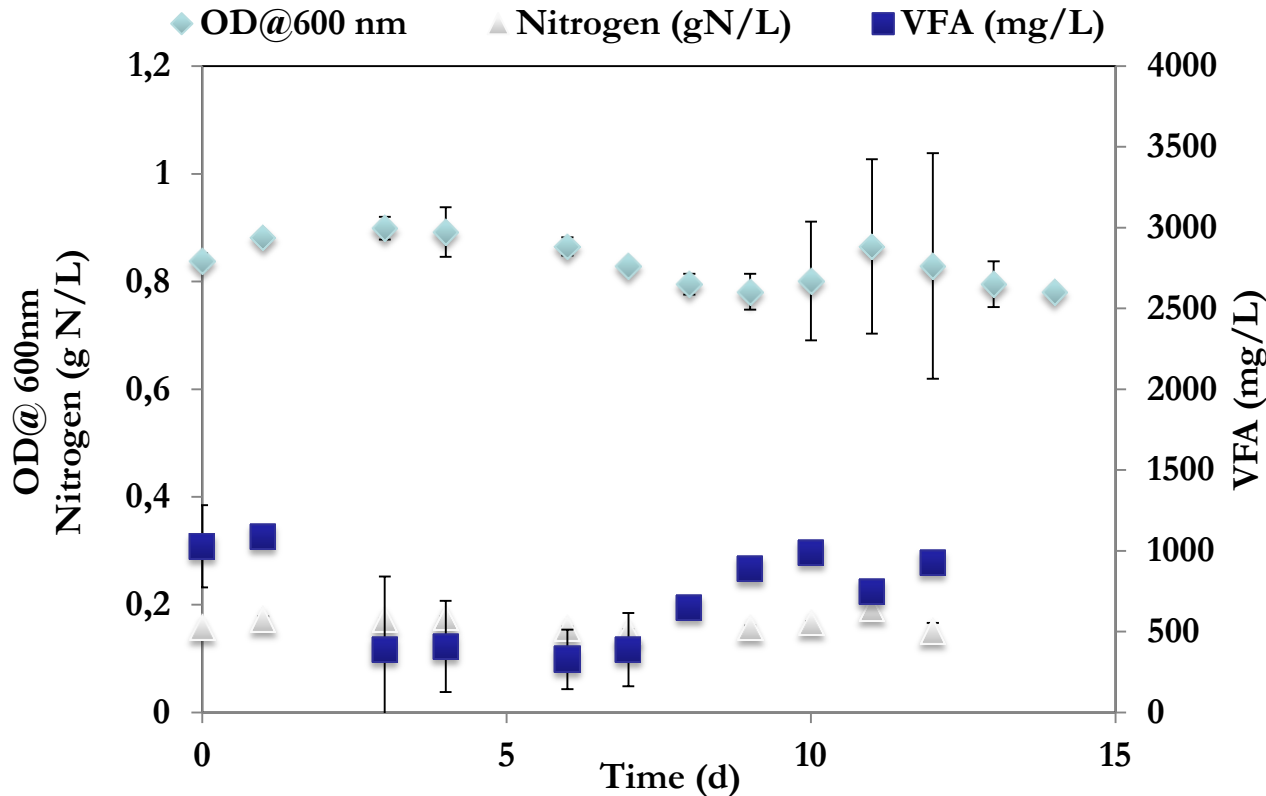 OD@600 nm Nitrogen (gN/L) VFA (mg/L)
1,2
1
0,8
0,6
0,4
0,2
0
OD@ 600nm
Nitrogen (g N/L)
4000
3500
3000
2500
2000
1500
1000
500
0
VFA (mg/L)
0 5 10 15
Time (d)